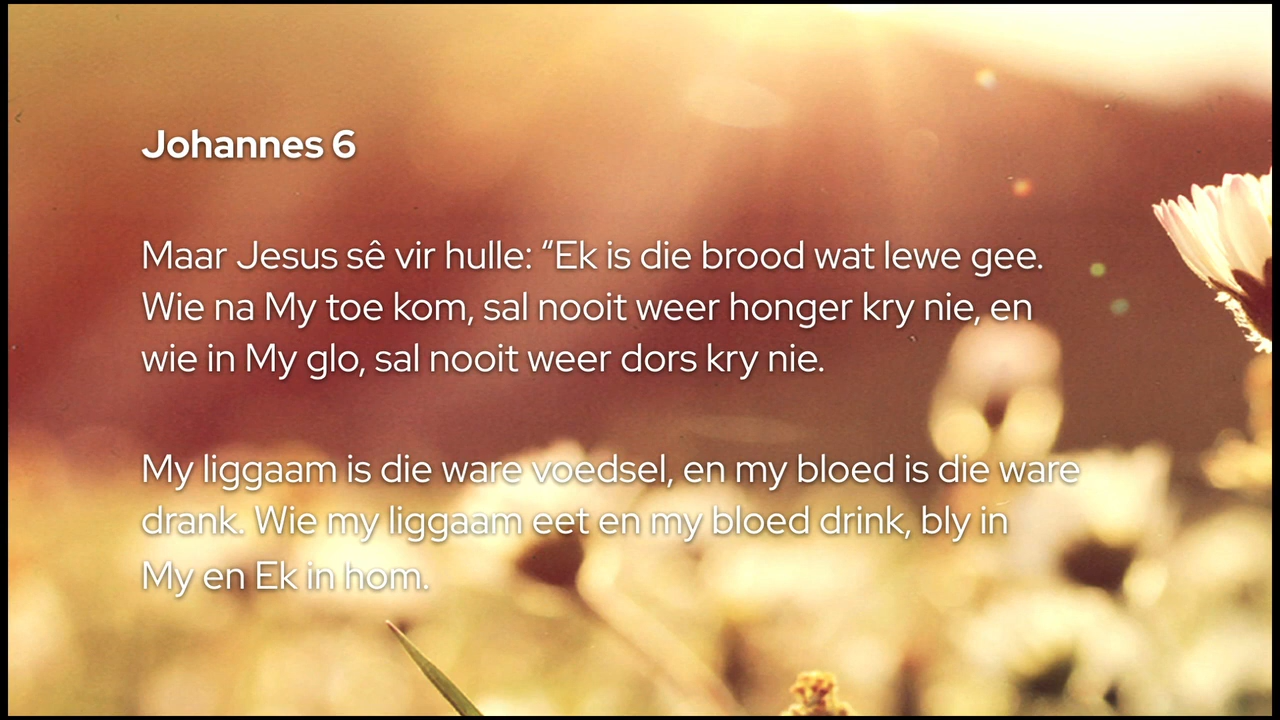 Johannes 6
Maar Jesus sê vir hulle: “Ek is die brood wat lewe gee.
Wie na My toe kom, sal nooit weer honger kry nie, en
wie in My glo, sal nooit weer dors kry nie.
My liggaam is die ware voedsel, en my bloed is die ware
drank. Wie my liggaam eet en my bloed drink, bly in
My en Ek in hom.